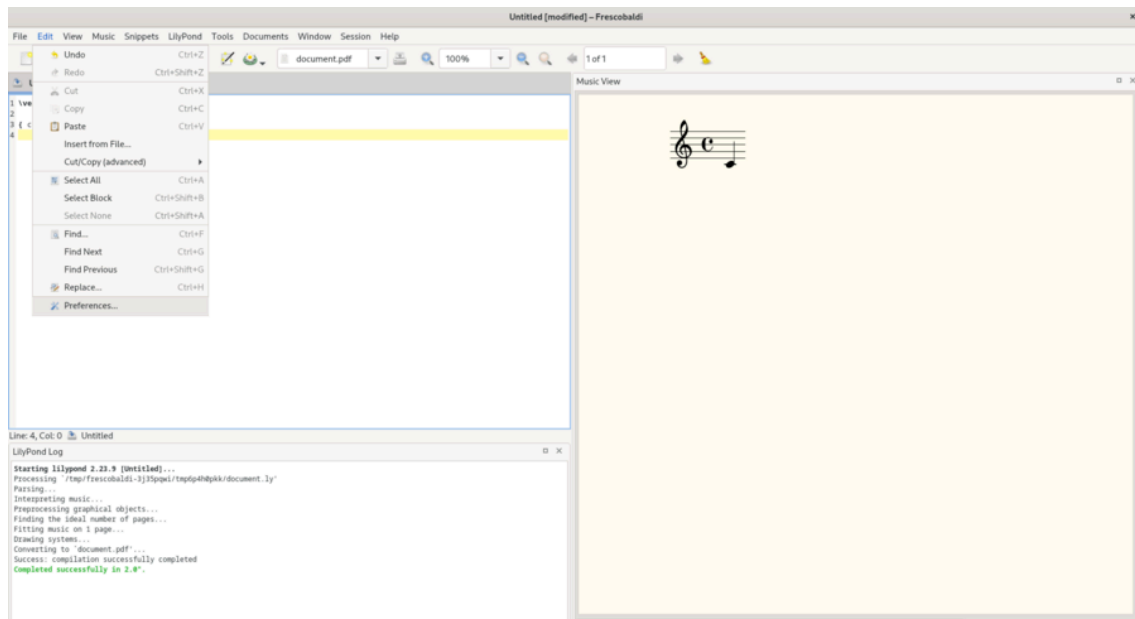 Untitled [modified] – Frescobaldi
File Edit View Music Snippets LilyPond Tools Documents Window Session Help
document.pdf 100% 1 of 1
Undo Ctrl+Z
Redo Ctrl+Shift+Z
Cut Ctrl+X
Copy Ctrl+C
Paste Ctrl+V
Insert from File...
Cut/Copy (advanced)
Select All Ctrl+A
Select Block Ctrl+Shift+B
Select None Ctrl+Shift+A
Find... Ctrl+F
Find Next Ctrl+G
Find Previous Ctrl+Shift+G
Replace... Ctrl+H
Preferences...
1 \ve
2
3 { c
4
Music View
Line: 4, Col: 0 Untitled
LilyPond Log
Starting lilypond 2.23.9 [Untitled]...
Processing `/tmp/frescobaldi-3j35pqwi/tmp6p4h0pkk/document.ly'
Parsing...
Interpreting music...
Preprocessing graphical objects...
Finding the ideal number of pages...
Fitting music on 1 page...
Drawing systems...
Converting to `document.pdf'...
Success: compilation successfully completed
Completed successfully in 2.0".